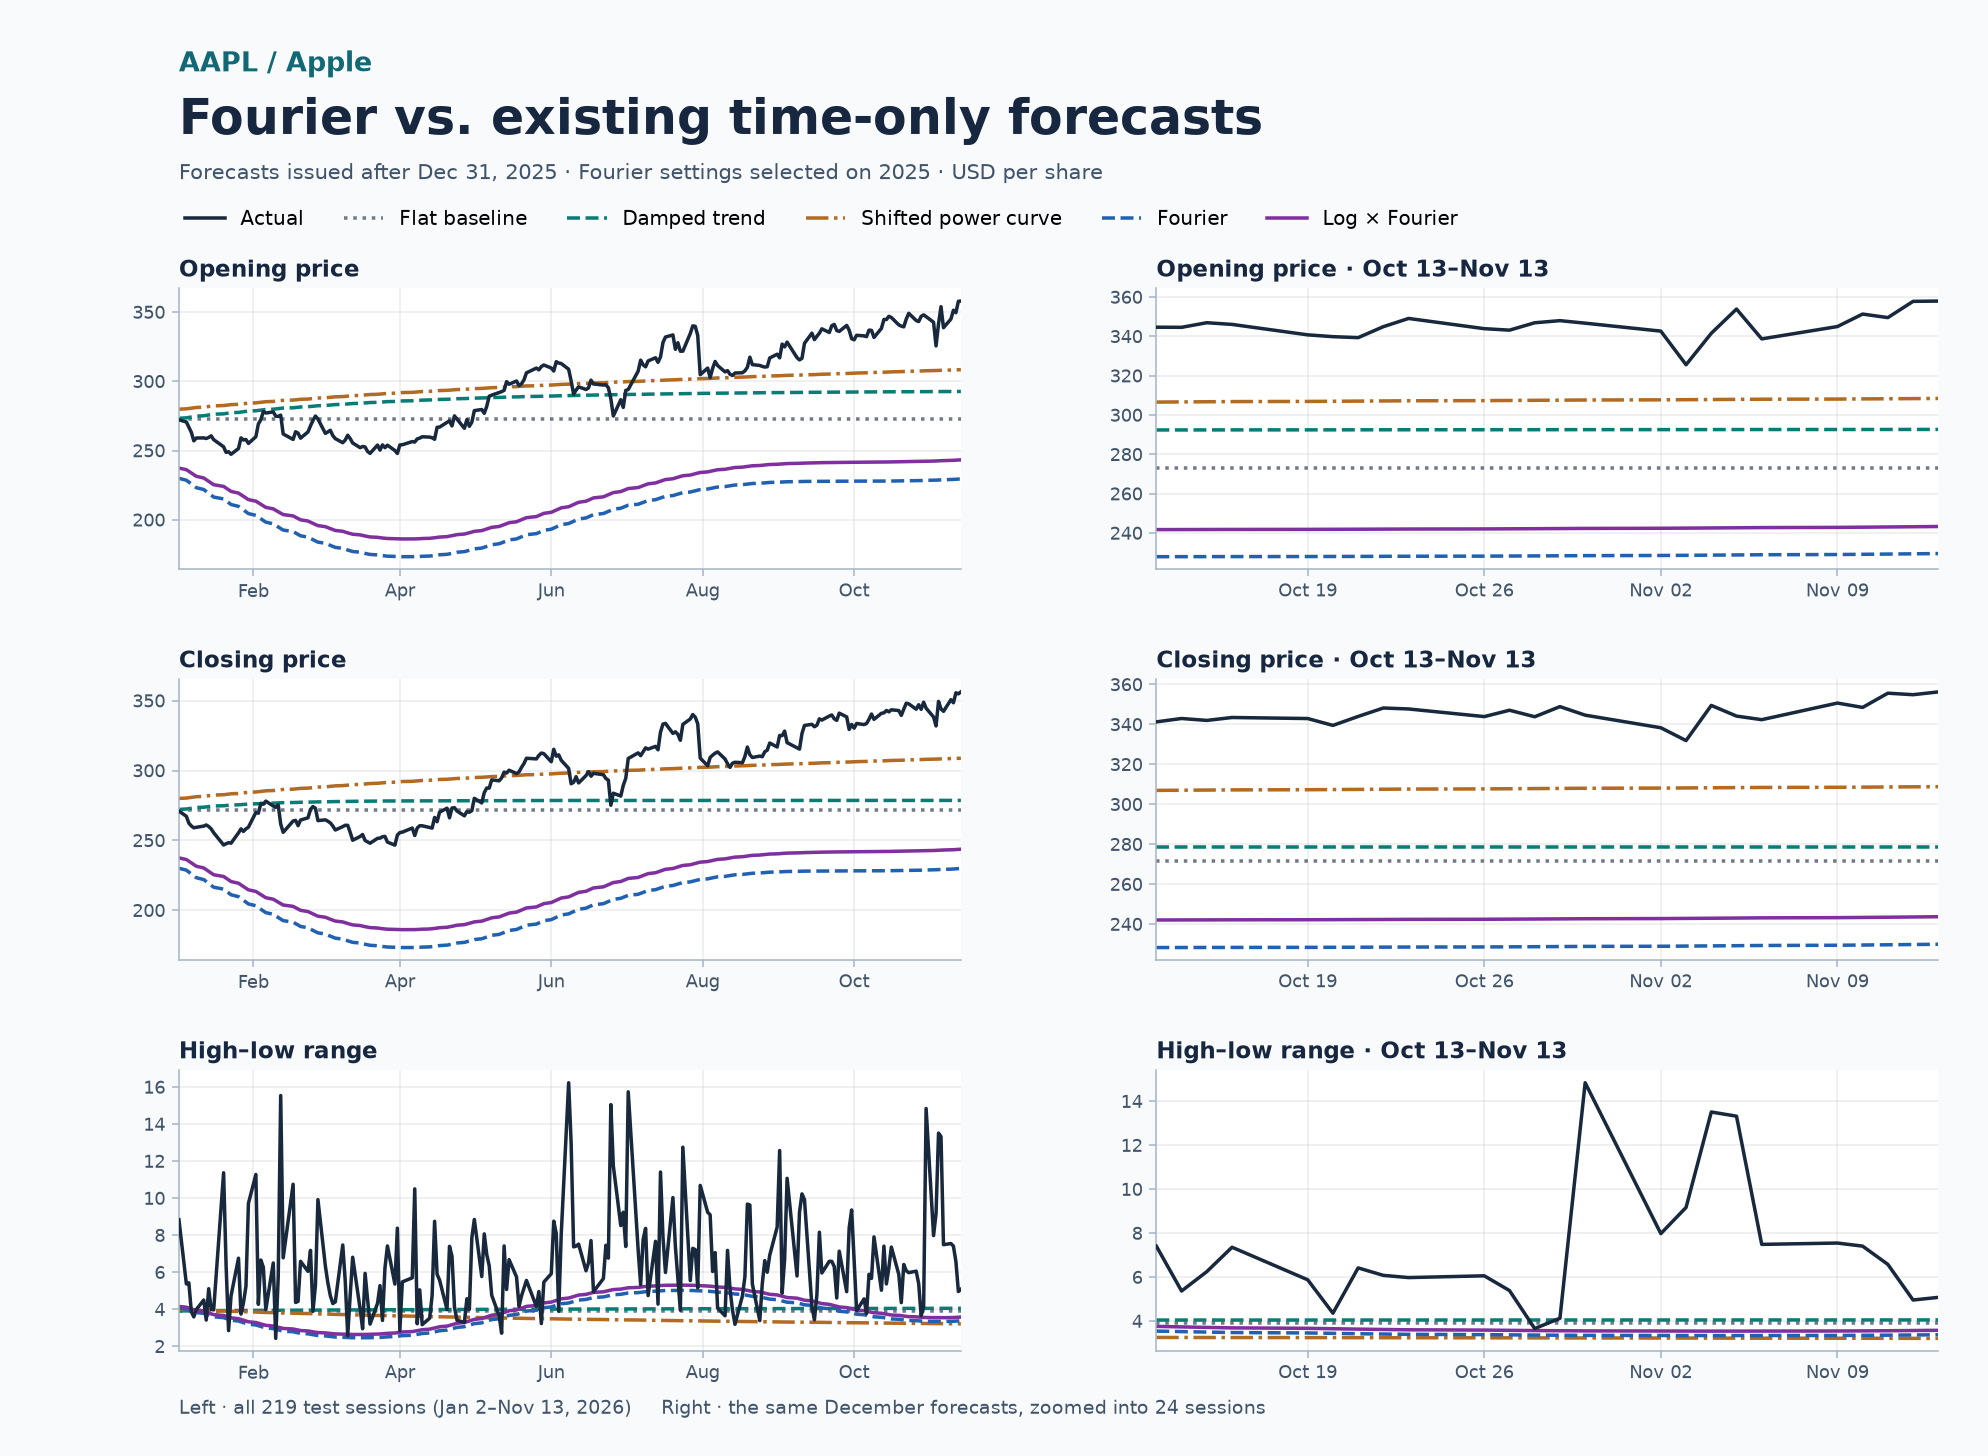 AAPL / Apple
Fourier vs. existing time-only forecasts
Forecasts issued after Dec 31, 2025 · Fourier settings selected on 2025 · USD per share
Actual Flat baseline Damped trend Shifted power curve Fourier Log × Fourier
Opening price
350
300
250
200
Feb Apr Jun Aug Oct
Opening price · Oct 13–Nov 13
360
340
320
300
280
260
240
Oct 19 Oct 26 Nov 02 Nov 09
Closing price
350
300
250
200
Feb Apr Jun Aug Oct
Closing price · Oct 13–Nov 13
360
340
320
300
280
260
240
Oct 19 Oct 26 Nov 02 Nov 09
High–low range
16
14
12
10
8
6
4
2
Feb Apr Jun Aug Oct
High–low range · Oct 13–Nov 13
14
12
10
8
6
4
Oct 19 Oct 26 Nov 02 Nov 09
Left · all 219 test sessions (Jan 2–Nov 13, 2026) Right · the same December forecasts, zoomed into 24 sessions